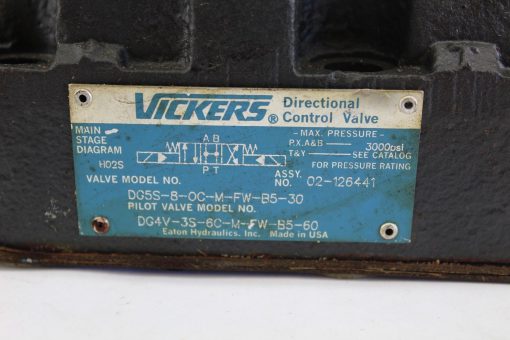 VICKERS® Directional Control Valve
MAIN STAGE DIAGRAM
A B
P T
H02S
MAX. PRESSURE
P.X.A&B 3000psi
T&Y SEE CATALOG
FOR PRESSURE RATING
VALVE MODEL NO.
ASSY. NO. 02-126441
DG5S-8-0C-M-FW-B5-30
PILOT VALVE MODEL NO.
DG4V-3S-6C-M-FW-B5-60
Eaton Hydraulics, Inc. Made in USA